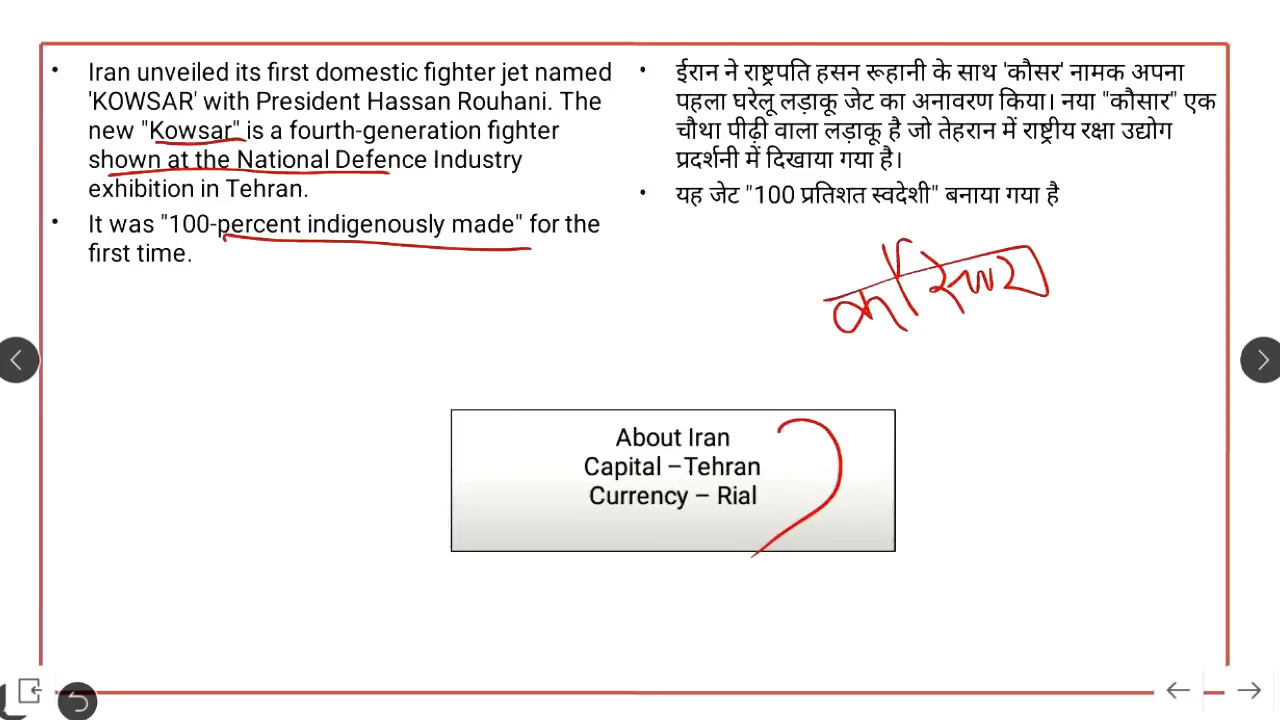 Iran unveiled its first domestic fighter jet named
'KOWSAR' with President Hassan Rouhani. The
new "Kowsar" is a fourth-generation fighter
shown at the National Defence Industry
exhibition in Tehran.
It was "100-percent indigenously made" for the
first time.
ईरान ने राष्ट्रपति हसन रूहानी के साथ 'कौसर' नामक अपना
पहला घरेलू लड़ाकू जेट का अनावरण किया। नया "कौसार" एक
चौथा पीढ़ी वाला लड़ाकू है जो तेहरान में राष्ट्रीय रक्षा उद्योग
प्रदर्शनी में दिखाया गया है।
यह जेट "100 प्रतिशत स्वदेशी" बनाया गया है
About Iran
Capital – Tehran
Currency – Rial